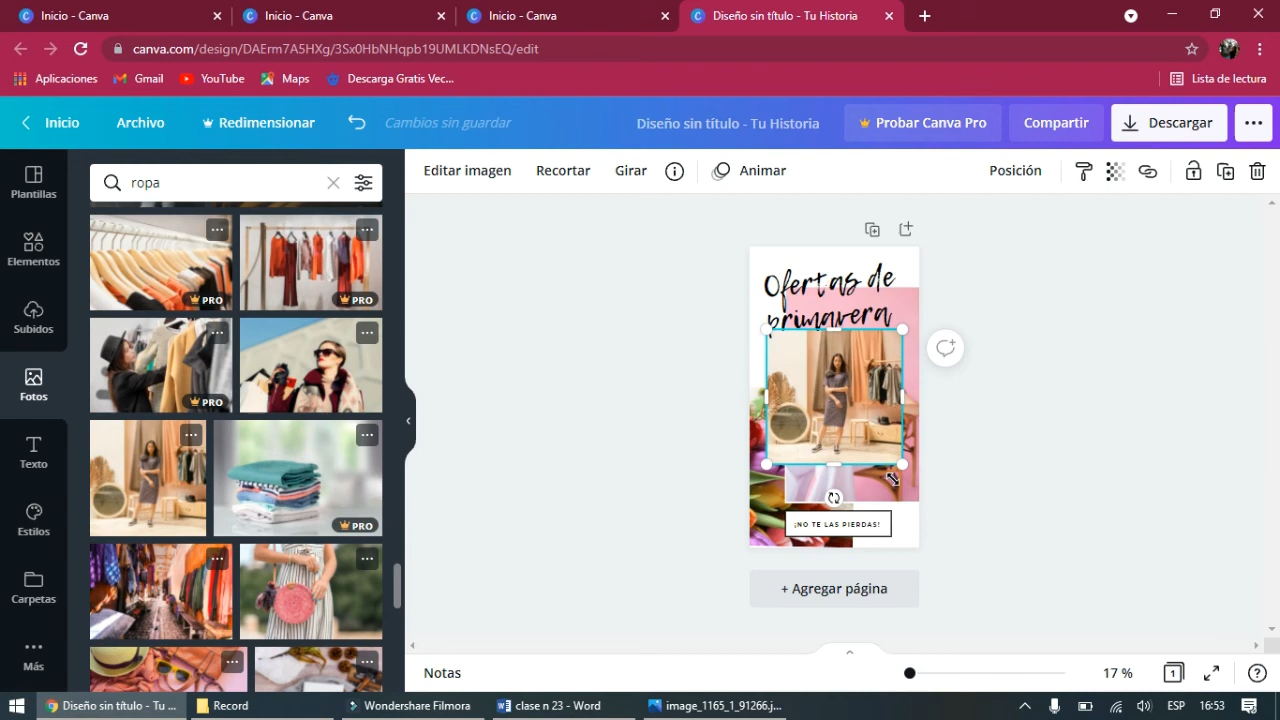 Inicio - Canva
Inicio - Canva
Inicio - Canva
Diseño sin título - Tu Historia
canva.com/design/DAErm7A5HXg/3Sx0HbNHqpb19UMLKDNsEQ/edit
Aplicaciones
Gmail
YouTube
Maps
Descarga Gratis Vec...
Lista de lectura
Inicio
Archivo
Redimensionar
Cambios sin guardar
Diseño sin título - Tu Historia
Probar Canva Pro
Compartir
Descargar
Plantillas
Elementos
Subidos
Fotos
Texto
Estilos
Carpetas
Más
ropa
PRO
PRO
PRO
PRO
Editar imagen
Recortar
Girar
Animar
Posición
Ofertas de
primavera
¡NO TE LAS PIERDAS!
+ Agregar página
Notas
17 %
1
Diseño sin título - Tu ...
Record
Wondershare Filmora
clase n 23 - Word
image_1165_1_91266.j...
ESP
16:53